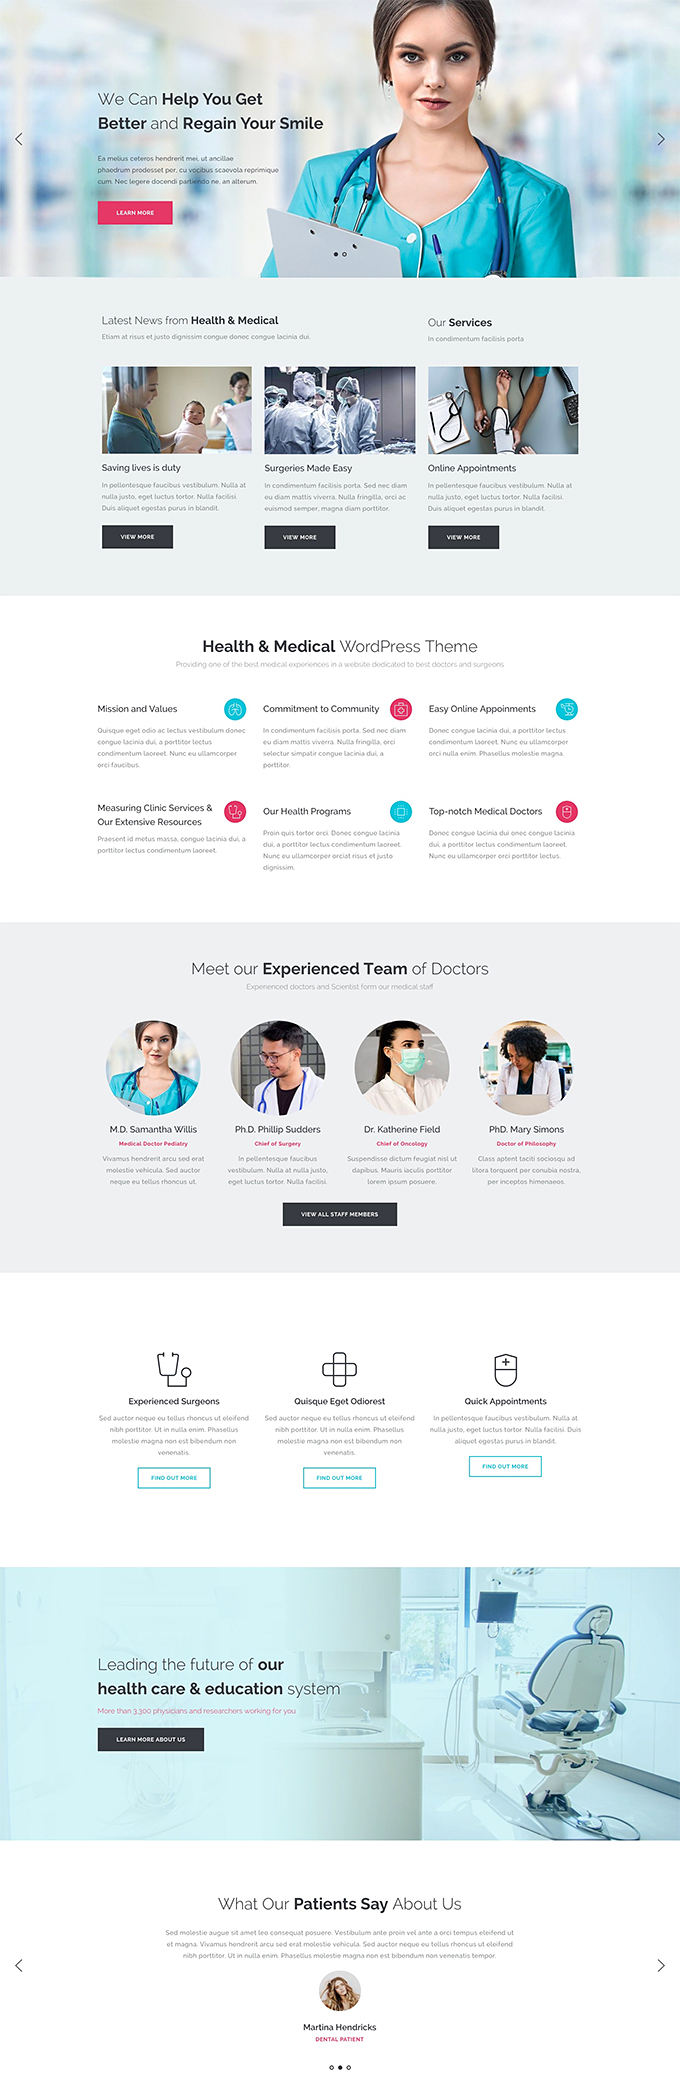 We Can Help You Get
Better and Regain Your Smile
Ea melius ceteros hendrerit mei, ut ancillae
phaedrum prodesset per, cu vocibus scaevola reprimique
cum. Nec legere docendi partiendo ne, an alterum.
LEARN MORE
Latest News from Health & Medical
Etiam at risus et justo dignissim congue donec congue lacinia dui.
Our Services
In condimentum facilisis porta
Saving lives is duty
In pellentesque faucibus vestibulum. Nulla at
nulla justo, eget luctus tortor. Nulla facilisi.
Duis aliquet egestas purus in blandit.
VIEW MORE
Surgeries Made Easy
In condimentum facilisis porta. Sed nec diam
eu diam mattis viverra. Nulla fringilla, orci ac
euismod semper, magna diam porttitor.
VIEW MORE
Online Appointments
In pellentesque faucibus vestibulum. Nulla at
nulla justo, eget luctus tortor. Nulla facilisi.
Duis aliquet egestas purus in blandit.
VIEW MORE
Health & Medical WordPress Theme
Providing one of the best medical experiences in a website dedicated to best doctors and surgeons
Mission and Values
Quisque eget odio ac lectus vestibulum donec
congue lacinia dui, a porttitor lectus
condimentum laoreet. Nunc eu ullamcorper
orci faucibus.
Commitment to Community
In condimentum facilisis porta. Sed nec diam
eu diam mattis viverra. Nulla fringilla, orci
selectur simpatir congue lacinia dui, a
porttitor.
Easy Online Appoinments
Donec congue lacinia dui, a porttitor lectus
condimentum laoreet. Nunc eu ullamcorper
orci nulla enim. Phasellus molestie magna.
Measuring Clinic Services &
Our Extensive Resources
Praesent id metus massa, congue lacinia dui, a
porttitor lectus condimentum laoreet.
Our Health Programs
Proin quis tortor orci. Donec congue lacinia
dui, a porttitor lectus condimentum laoreet.
Nunc eu ullamcorper orciat risus et justo
dignissim.
Top-notch Medical Doctors
Donec congue lacinia dui onec congue lacinia
dui, a porttitor lectus condimentum laoreet.
Nunc eu ullamcorper orci porttitor lectus.
Meet our Experienced Team of Doctors
Experienced doctors and Scientist form our medical staff
M.D. Samantha Willis
Medical Doctor Pediatry
Vivamus hendrerit arcu sed erat
molestie vehicula. Sed auctor
neque eu tellus rhoncus ut.
Ph.D. Phillip Sudders
Chief of Surgery
In pellentesque faucibus
vestibulum. Nulla at nulla justo,
eget luctus tortor. Nulla facilisi.
Dr. Katherine Field
Chief of Oncology
Suspendisse dictum feugiat nisl ut
dapibus. Mauris iaculis porttitor
lorem ipsum posuere.
PhD. Mary Simons
Doctor of Philosophy
Class aptent taciti sociosqu ad
litora torquent per conubia nostra,
per inceptos himenaeos.
VIEW ALL STAFF MEMBERS
Experienced Surgeons
Sed auctor neque eu tellus rhoncus ut eleifend
nibh porttitor. Ut in nulla enim. Phasellus
molestie magna non est bibendum non
venenatis.
FIND OUT MORE
Quisque Eget Odiorest
Sed auctor neque eu tellus rhoncus ut eleifend
nibh porttitor. Ut in nulla enim. Phasellus
molestie magna non est bibendum non
venenatis.
FIND OUT MORE
Quick Appointments
In pellentesque faucibus vestibulum. Nulla at
nulla justo, eget luctus tortor. Nulla facilisi. Duis
aliquet egestas purus in blandit.
FIND OUT MORE
Leading the future of our
health care & education system
More than 3,300 physicians and researchers working for you
LEARN MORE ABOUT US
What Our Patients Say About Us
Sed molestie augue sit amet leo consequat posuere. Vestibulum ante proin vel ante a orci tempus eleifend ut
et magna. Vivamus hendrerit arcu sed erat molestie vehicula. Sed auctor neque eu tellus rhoncus ut eleifend
nibh porttitor. Ut in nulla enim. Phasellus molestie magna non est bibendum non venenatis tempor.
Martina Hendricks
DENTAL PATIENT